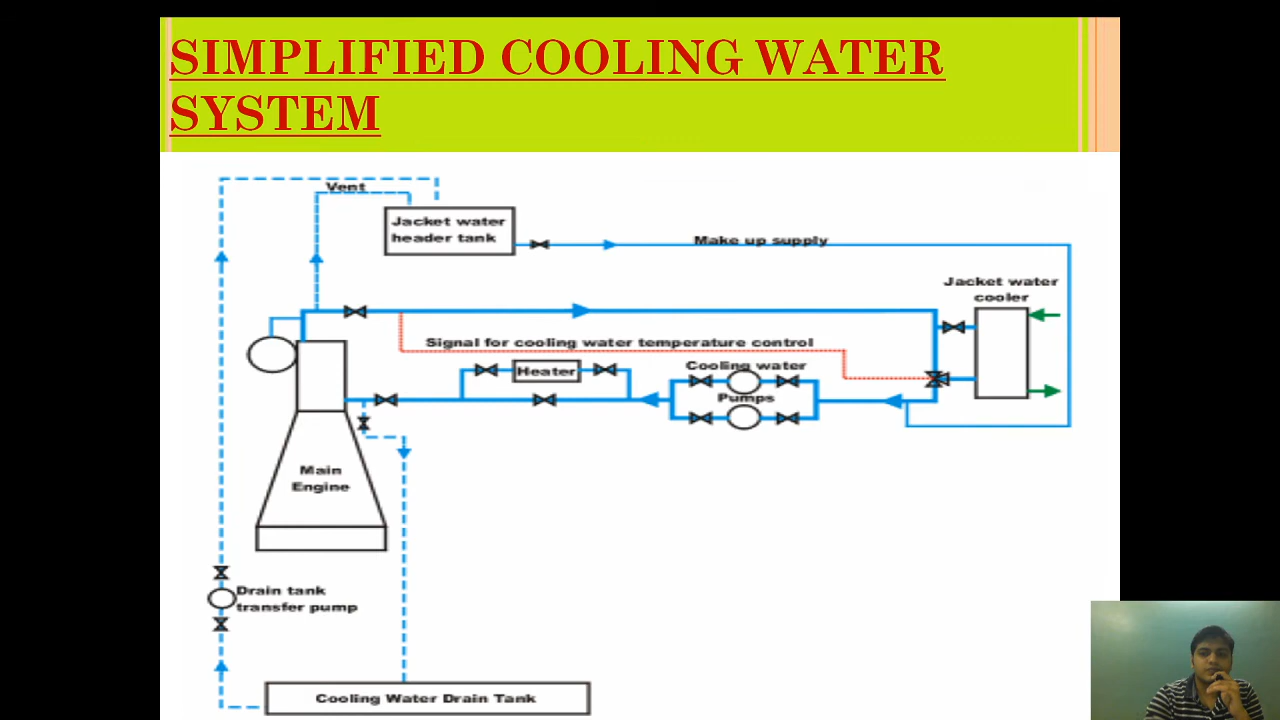 SIMPLIFIED COOLING WATER
SYSTEM
Vent
Jacket water
header tank
Make up supply
Jacket water
cooler
Signal for cooling water temperature control
Cooling water
Heater
Pumps
Main
Engine
Drain tank
transfer pump
Cooling Water Drain Tank